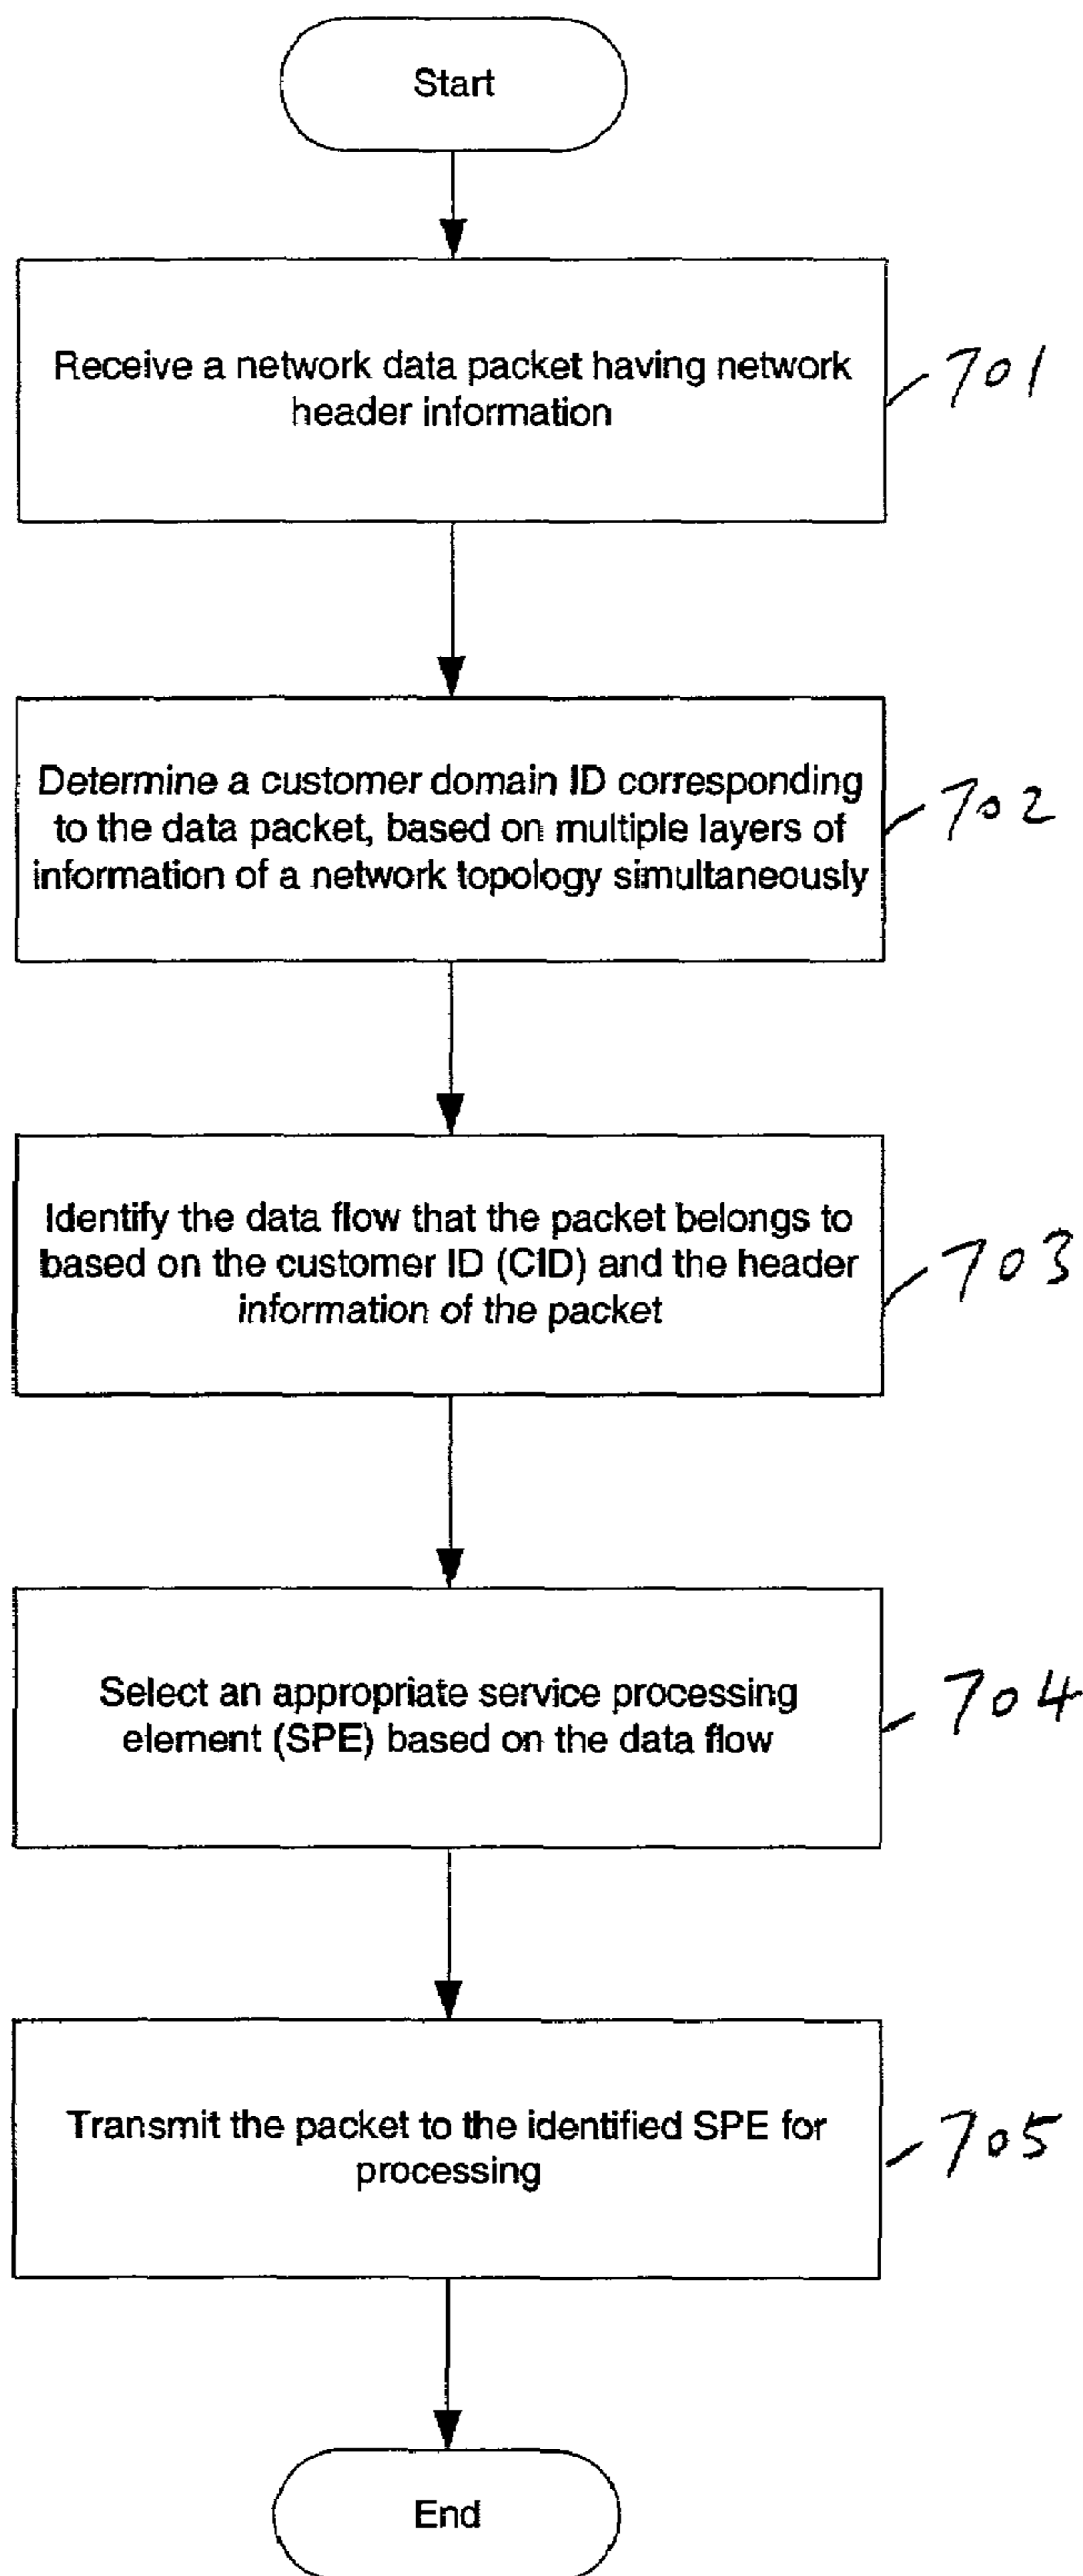 Start
Receive a network data packet having network
header information
701
Determine a customer domain ID corresponding
to the data packet, based on multiple layers of
information of a network topology simultaneously
702
Identify the data flow that the packet belongs to
based on the customer ID (CID) and the header
information of the packet
703
Select an appropriate service processing
element (SPE) based on the data flow
704
Transmit the packet to the identified SPE for
processing
705
End